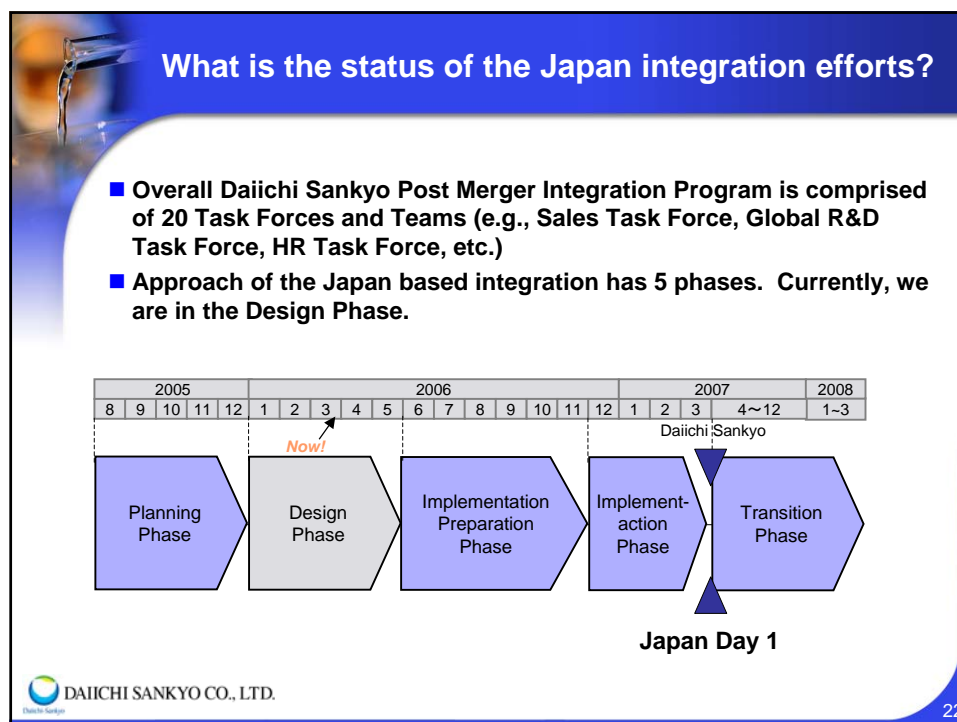 What is the status of the Japan integration efforts?
Overall Daiichi Sankyo Post Merger Integration Program is comprised
of 20 Task Forces and Teams (e.g., Sales Task Force, Global R&D
Task Force, HR Task Force, etc.)
Approach of the Japan based integration has 5 phases.  Currently, we
are in the Design Phase.
2005 2006 2007 2008
8 9 10 11 12 1 2 3 4 5 6 7 8 9 10 11 12 1 2 3 4～12 1~3
Now!
Daiichi Sankyo
Planning
Phase
Design
Phase
Implementation
Preparation
Phase
Implement-
action
Phase
Transition
Phase
Japan Day 1
Daiichi-Sankyo
DAIICHI SANKYO CO., LTD.
22